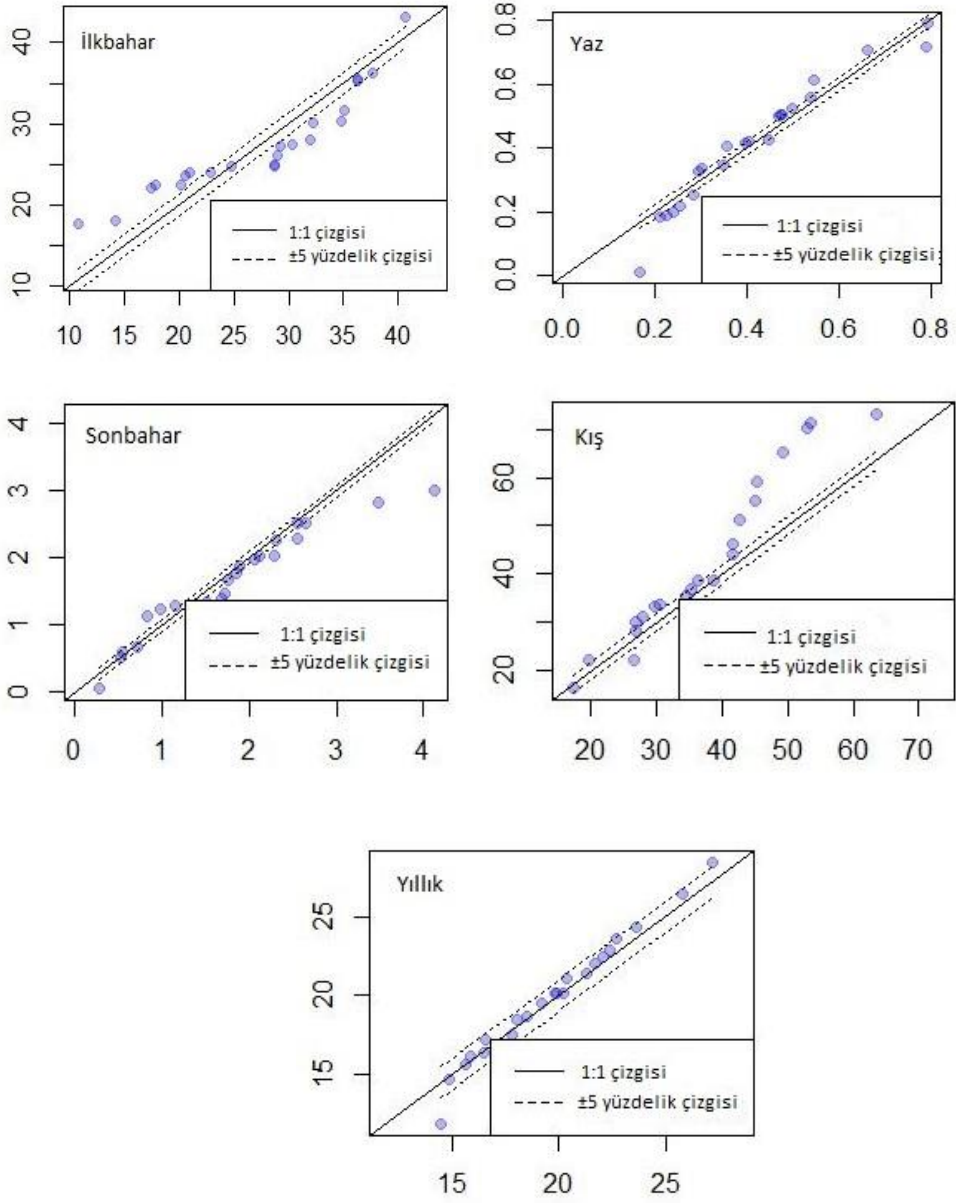 İlkbahar
40
30
20
10
10 15 20 25 30 35 40
1:1 çizgisi
±5 yüzdelik çizgisi
Yaz
0.8
0.6
0.4
0.2
0.0
0.0 0.2 0.4 0.6 0.8
1:1 çizgisi
±5 yüzdelik çizgisi
Sonbahar
4
3
2
1
0
0 1 2 3 4
1:1 çizgisi
±5 yüzdelik çizgisi
Kış
60
40
20
20 30 40 50 60 70
1:1 çizgisi
±5 yüzdelik çizgisi
Yıllık
25
20
15
15 20 25
1:1 çizgisi
±5 yüzdelik çizgisi